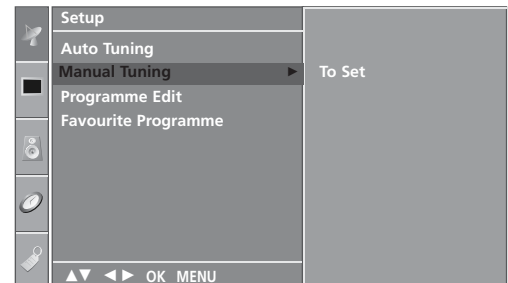 Setup
Auto Tuning
Manual Tuning ► To Set
Programme Edit
Favourite Programme
▲▼ ◄► OK MENU